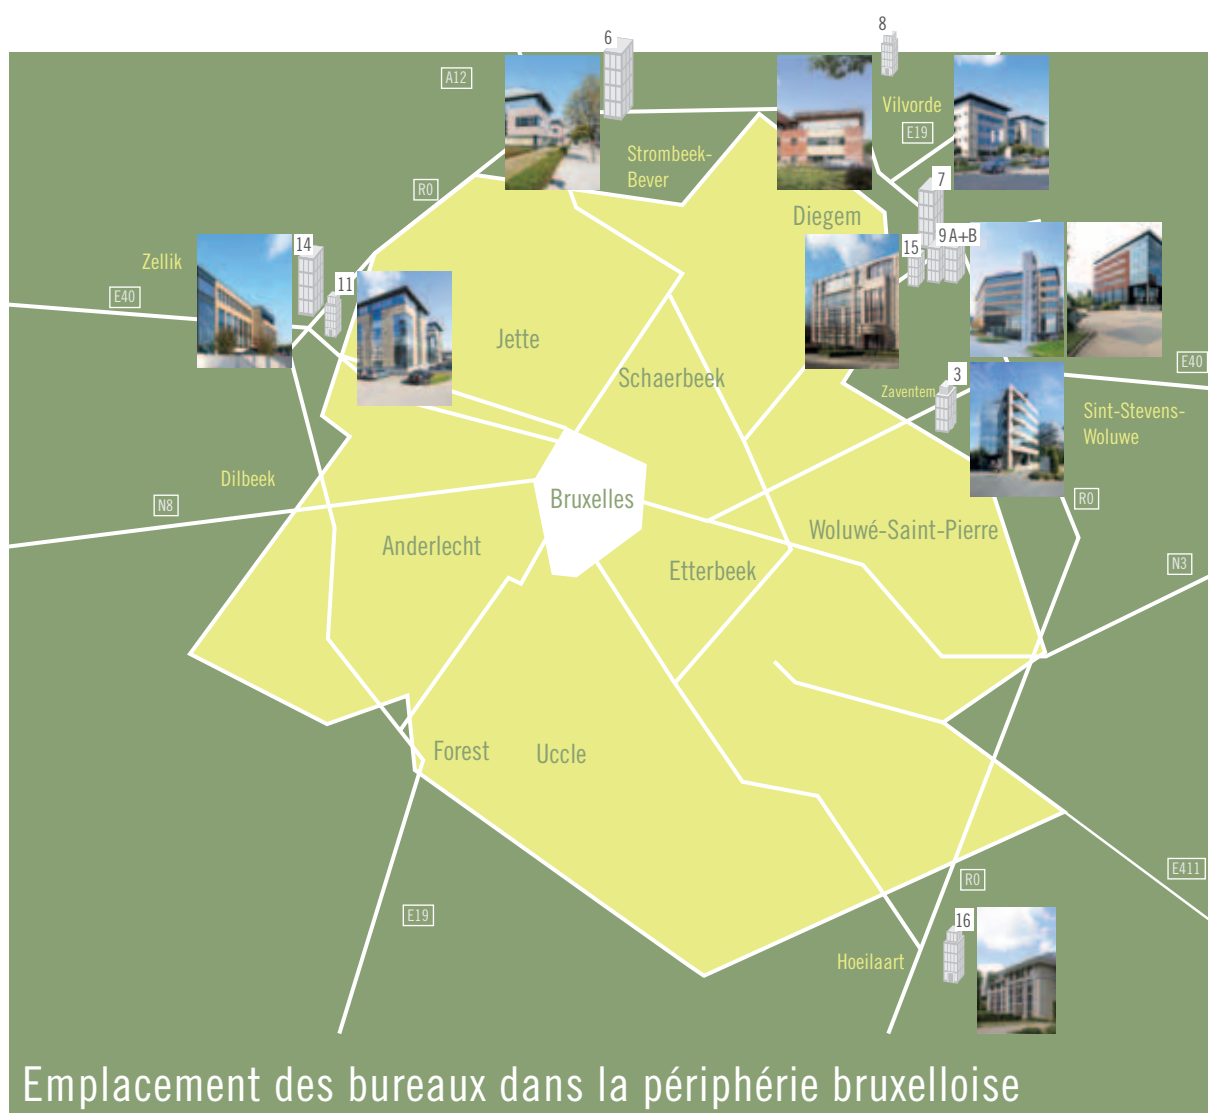 8
6
A12
Vilvorde
E19
Strombeek-
Bever
7
R0
Diegem
14
15
9 A+B
Zellik
11
E40
Jette
E40
Schaerbeek
3
Zaventem
Sint-Stevens-
Woluwe
Dilbeek
N8
Bruxelles
R0
Woluwé-Saint-Pierre
Anderlecht
Etterbeek
N3
Forest
Uccle
E411
R0
E19
16
Hoeilaart
Emplacement des bureaux dans la périphérie bruxelloise